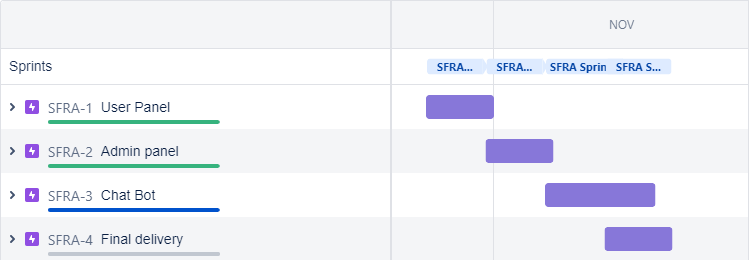 NOV
Sprints SFRA... SFRA... SFRA Sprin SFRA S...
SFRA-1 User Panel
SFRA-2 Admin panel
SFRA-3 Chat Bot
SFRA-4 Final delivery